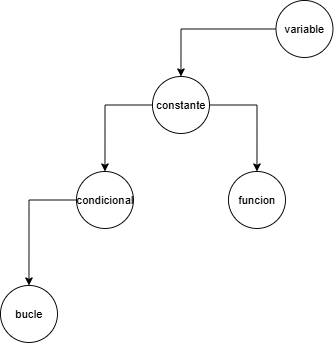 variable
constante
condicional
funcion
bucle